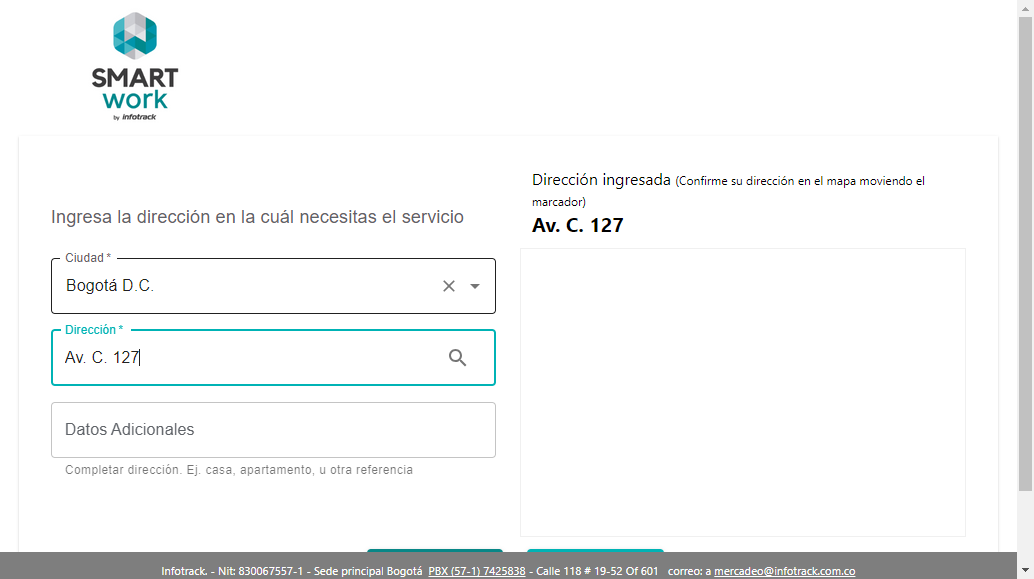 SMART
work
by infotrack
Dirección ingresada (Confirme su dirección en el mapa moviendo el
marcador)
Av. C. 127
Ingresa la dirección en la cuál necesitas el servicio
Ciudad *
Bogotá D.C.
Dirección *
Av. C. 127
Datos Adicionales
Completar dirección. Ej. casa, apartamento, u otra referencia
Infotrack. - Nit: 830067557-1 - Sede principal Bogotá PBX (57-1) 7425838 - Calle 118 # 19-52 Of 601 correo: a mercadeo@infotrack.com.co